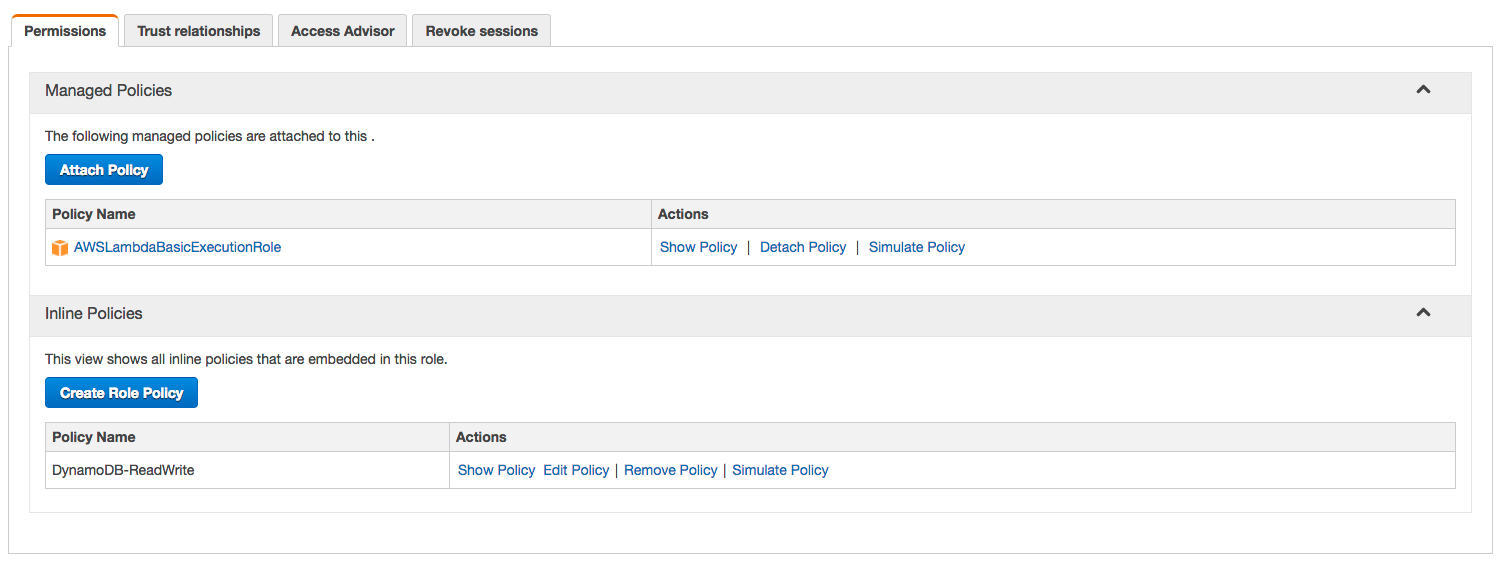 Permissions Trust relationships Access Advisor Revoke sessions
Managed Policies
The following managed policies are attached to this .
Attach Policy
Policy Name Actions
AWSLambdaBasicExecutionRole Show Policy | Detach Policy | Simulate Policy
Inline Policies
This view shows all inline policies that are embedded in this role.
Create Role Policy
Policy Name Actions
DynamoDB-ReadWrite Show Policy Edit Policy | Remove Policy | Simulate Policy